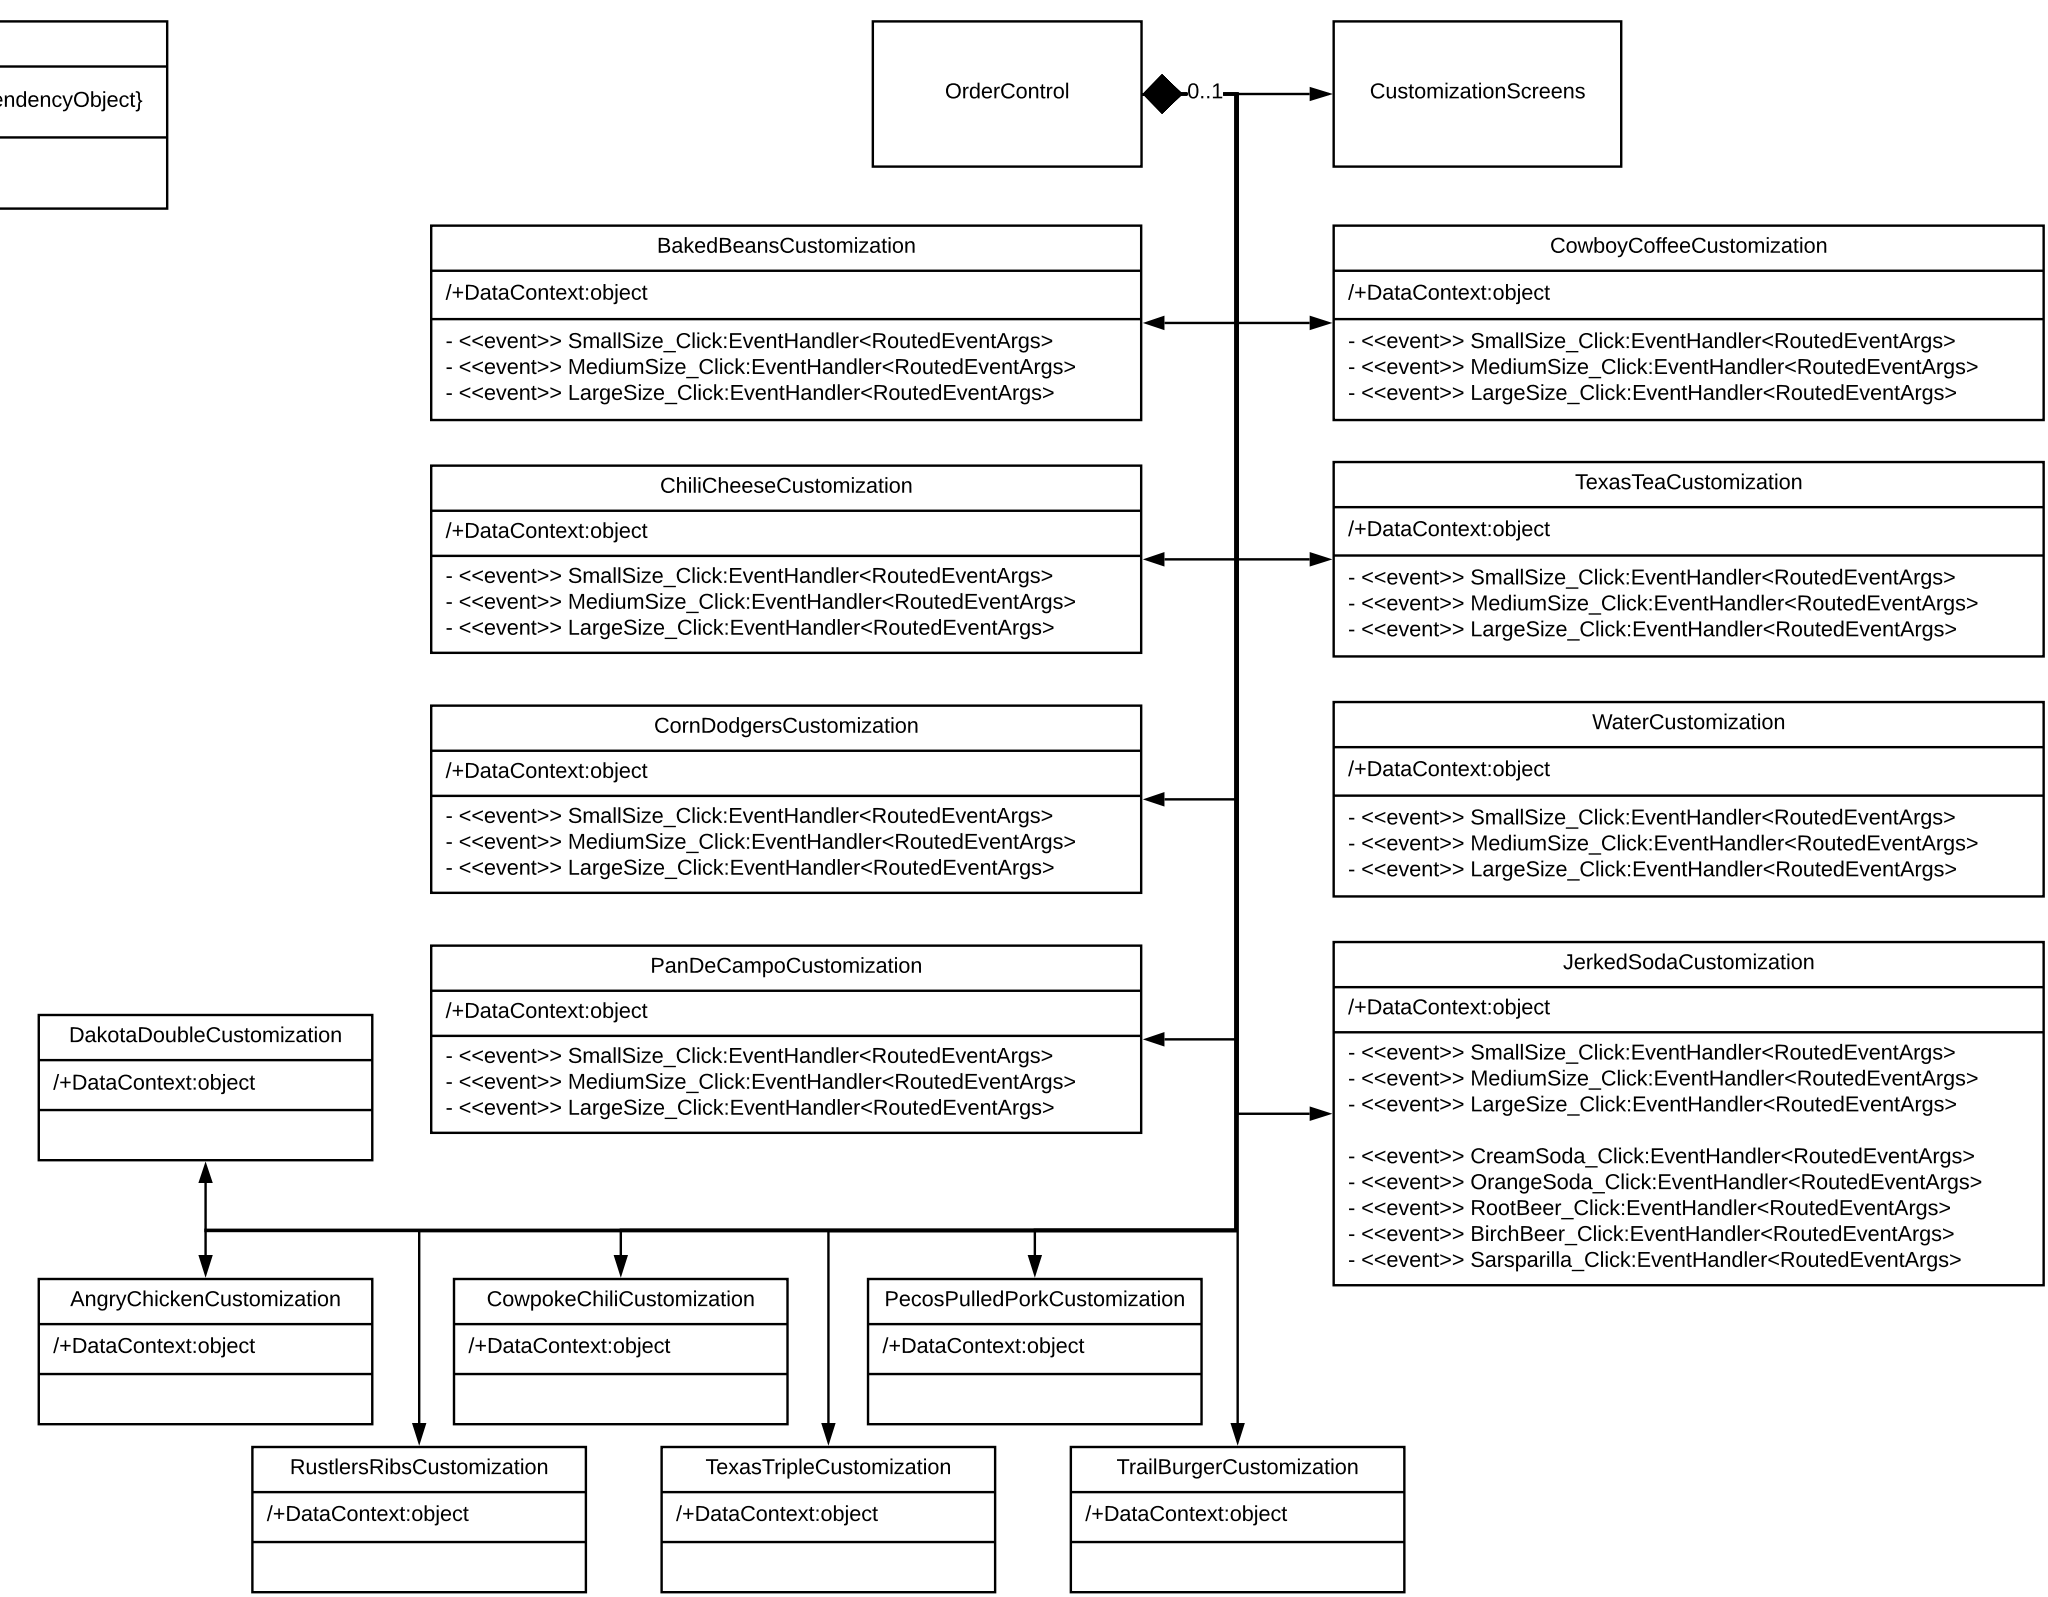 endencyObject}
OrderControl
0..1
CustomizationScreens
BakedBeansCustomization
/+DataContext:object
- <<event>> SmallSize_Click:EventHandler<RoutedEventArgs>
- <<event>> MediumSize_Click:EventHandler<RoutedEventArgs>
- <<event>> LargeSize_Click:EventHandler<RoutedEventArgs>
CowboyCoffeeCustomization
/+DataContext:object
- <<event>> SmallSize_Click:EventHandler<RoutedEventArgs>
- <<event>> MediumSize_Click:EventHandler<RoutedEventArgs>
- <<event>> LargeSize_Click:EventHandler<RoutedEventArgs>
ChiliCheeseCustomization
/+DataContext:object
- <<event>> SmallSize_Click:EventHandler<RoutedEventArgs>
- <<event>> MediumSize_Click:EventHandler<RoutedEventArgs>
- <<event>> LargeSize_Click:EventHandler<RoutedEventArgs>
TexasTeaCustomization
/+DataContext:object
- <<event>> SmallSize_Click:EventHandler<RoutedEventArgs>
- <<event>> MediumSize_Click:EventHandler<RoutedEventArgs>
- <<event>> LargeSize_Click:EventHandler<RoutedEventArgs>
CornDodgersCustomization
/+DataContext:object
- <<event>> SmallSize_Click:EventHandler<RoutedEventArgs>
- <<event>> MediumSize_Click:EventHandler<RoutedEventArgs>
- <<event>> LargeSize_Click:EventHandler<RoutedEventArgs>
WaterCustomization
/+DataContext:object
- <<event>> SmallSize_Click:EventHandler<RoutedEventArgs>
- <<event>> MediumSize_Click:EventHandler<RoutedEventArgs>
- <<event>> LargeSize_Click:EventHandler<RoutedEventArgs>
PanDeCampoCustomization
/+DataContext:object
- <<event>> SmallSize_Click:EventHandler<RoutedEventArgs>
- <<event>> MediumSize_Click:EventHandler<RoutedEventArgs>
- <<event>> LargeSize_Click:EventHandler<RoutedEventArgs>
JerkedSodaCustomization
/+DataContext:object
- <<event>> SmallSize_Click:EventHandler<RoutedEventArgs>
- <<event>> MediumSize_Click:EventHandler<RoutedEventArgs>
- <<event>> LargeSize_Click:EventHandler<RoutedEventArgs>
- <<event>> CreamSoda_Click:EventHandler<RoutedEventArgs>
- <<event>> OrangeSoda_Click:EventHandler<RoutedEventArgs>
- <<event>> RootBeer_Click:EventHandler<RoutedEventArgs>
- <<event>> BirchBeer_Click:EventHandler<RoutedEventArgs>
- <<event>> Sarsparilla_Click:EventHandler<RoutedEventArgs>
DakotaDoubleCustomization
/+DataContext:object
AngryChickenCustomization
/+DataContext:object
CowpokeChiliCustomization
/+DataContext:object
PecosPulledPorkCustomization
/+DataContext:object
RustlersRibsCustomization
/+DataContext:object
TexasTripleCustomization
/+DataContext:object
TrailBurgerCustomization
/+DataContext:object